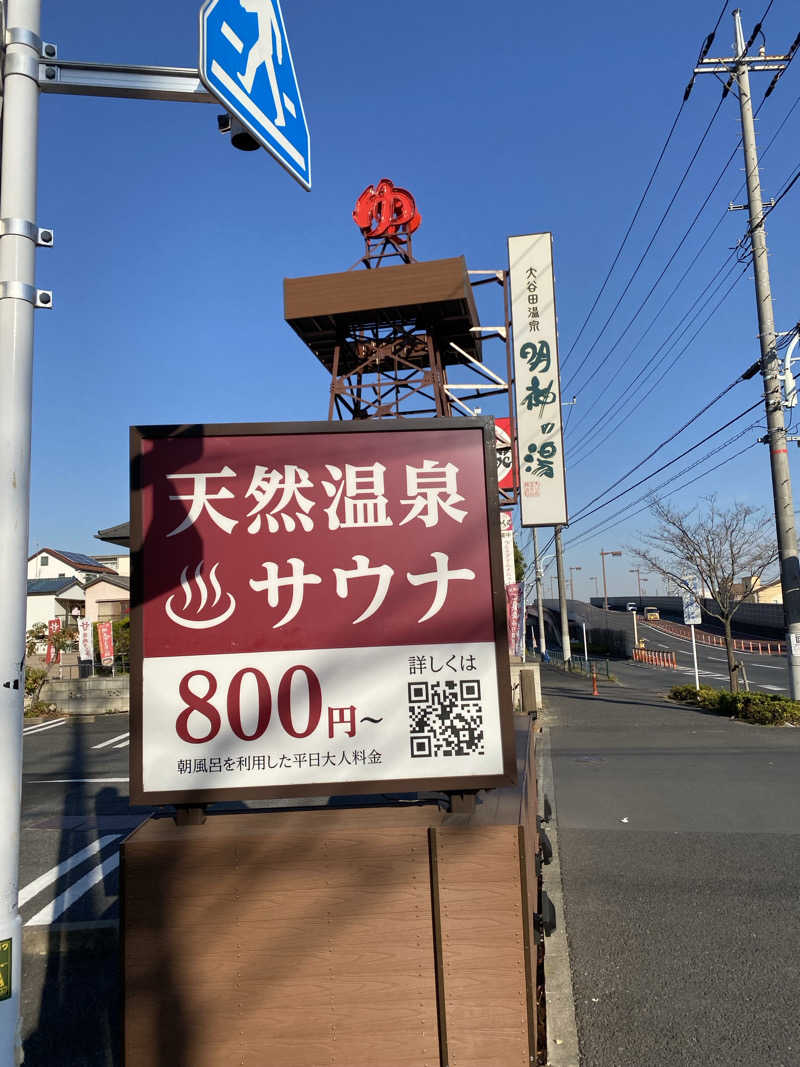 ゆ
大谷田温泉
明神の湯
天然温泉
サウナ
800円~
詳しくは
朝風呂を利用した平日大人料金